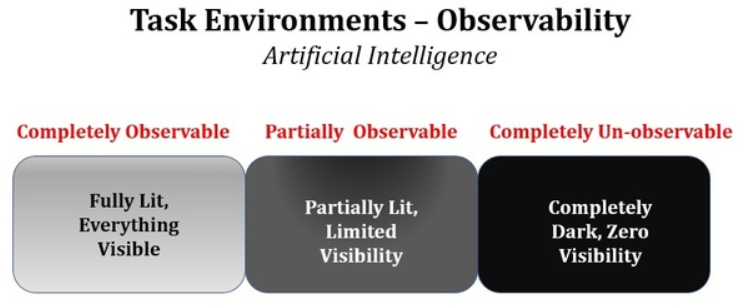 Task Environments – Observability
Artificial Intelligence
Completely Observable
Partially Observable
Completely Un-observable
Fully Lit,
Everything
Visible
Partially Lit,
Limited
Visibility
Completely
Dark, Zero
Visibility